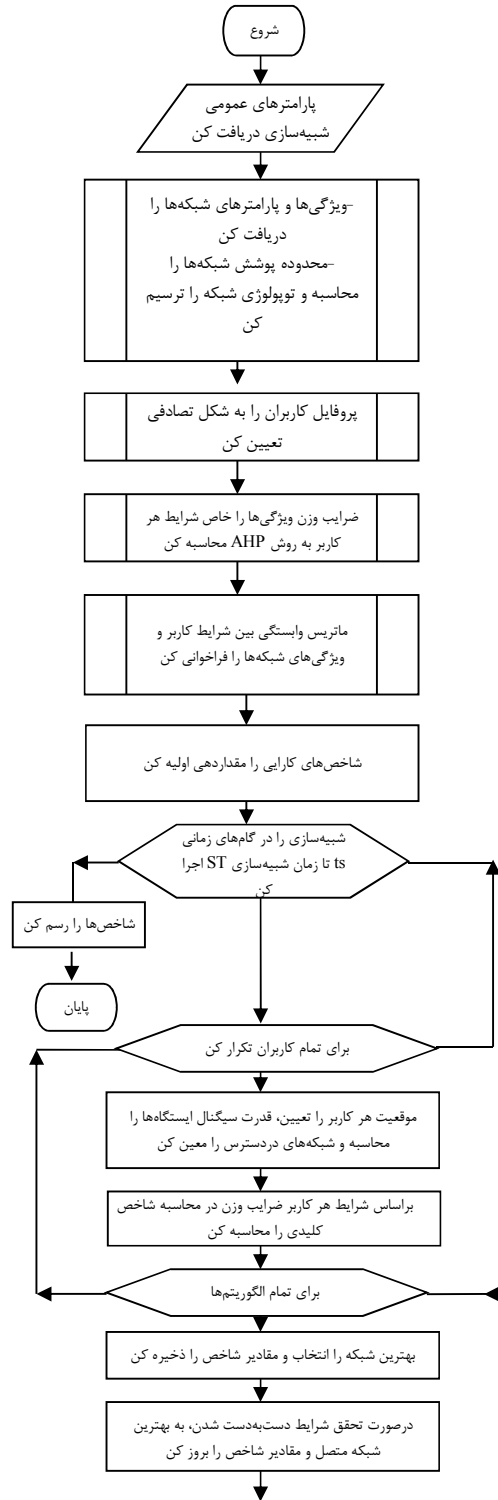 شروع
پارامترهای عمومی
شبیه‌سازی دریافت کن
-ویژگی‌ها و پارامترهای شبکه‌ها را
دریافت کن
-محدوده پوشش شبکه‌ها را
محاسبه و توپولوژی شبکه را ترسیم
کن
پروفایل کاربران را به شکل تصادفی
تعیین کن
ضرایب وزن ویژگی‌ها را خاص شرایط هر
کاربر به روش AHP محاسبه کن
ماتریس وابستگی بین شرایط کاربر و
ویژگی‌های شبکه‌ها را فراخوانی کن
شاخص‌های کارایی را مقداردهی اولیه کن
شبیه‌سازی را در گام‌های زمانی
ts تا زمان شبیه‌سازی ST اجرا
کن
شاخص‌ها را رسم کن
پایان
برای تمام کاربران تکرار کن
موقعیت هر کاربر را تعیین، قدرت سیگنال ایستگاه‌ها را
محاسبه و شبکه‌های دردسترس را معین کن
براساس شرایط هر کاربر ضرایب وزن در محاسبه شاخص
کلیدی را محاسبه کن
برای تمام الگوریتم‌ها
بهترین شبکه را انتخاب و مقادیر شاخص را ذخیره کن
درصورت تحقق شرایط دست‌به‌دست شدن، به بهترین
شبکه متصل و مقادیر شاخص را بروز کن